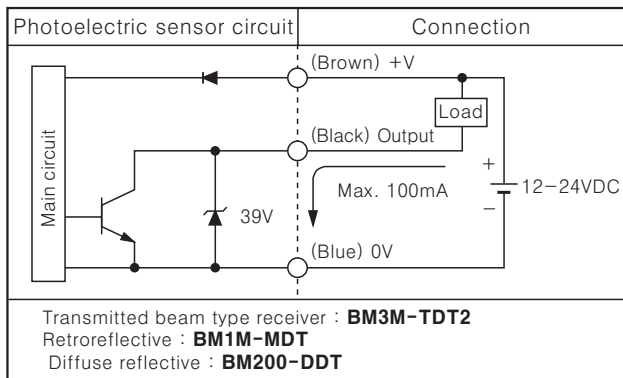 Photoelectric sensor circuit
Connection
(Brown) +V
Load
(Black) Output
Main circuit
Max. 100mA
+
12−24VDC
−
39V
(Blue) 0V
Transmitted beam type receiver : BM3M-TDT2
Retroreflective : BM1M-MDT
Diffuse reflective : BM200-DDT